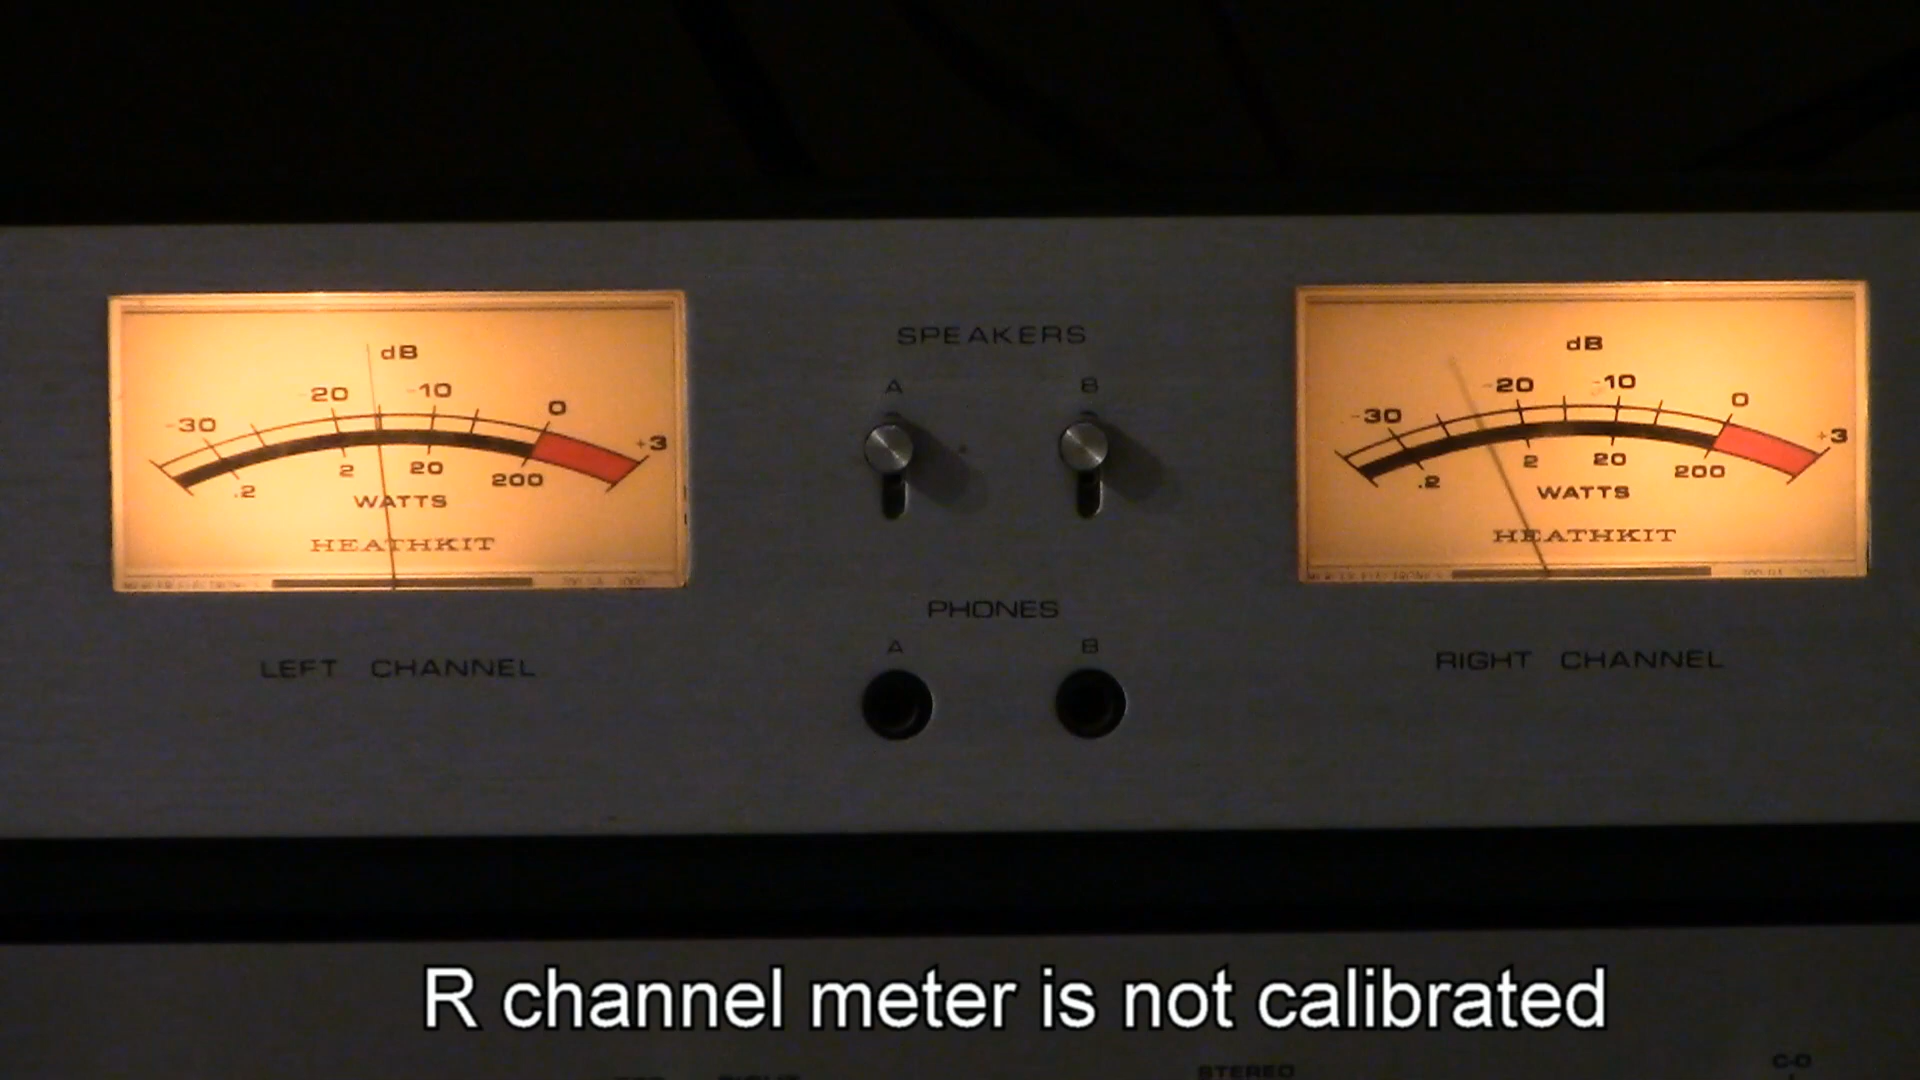 dB
-20 -10
-30 0 +3
.2 2 20 200
WATTS
HEATHKIT
LEFT CHANNEL
SPEAKERS
A B
PHONES
A B
dB
-20 -10
-30 0 +3
.2 2 20 200
WATTS
HEATHKIT
RIGHT CHANNEL
R channel meter is not calibrated
STEREO